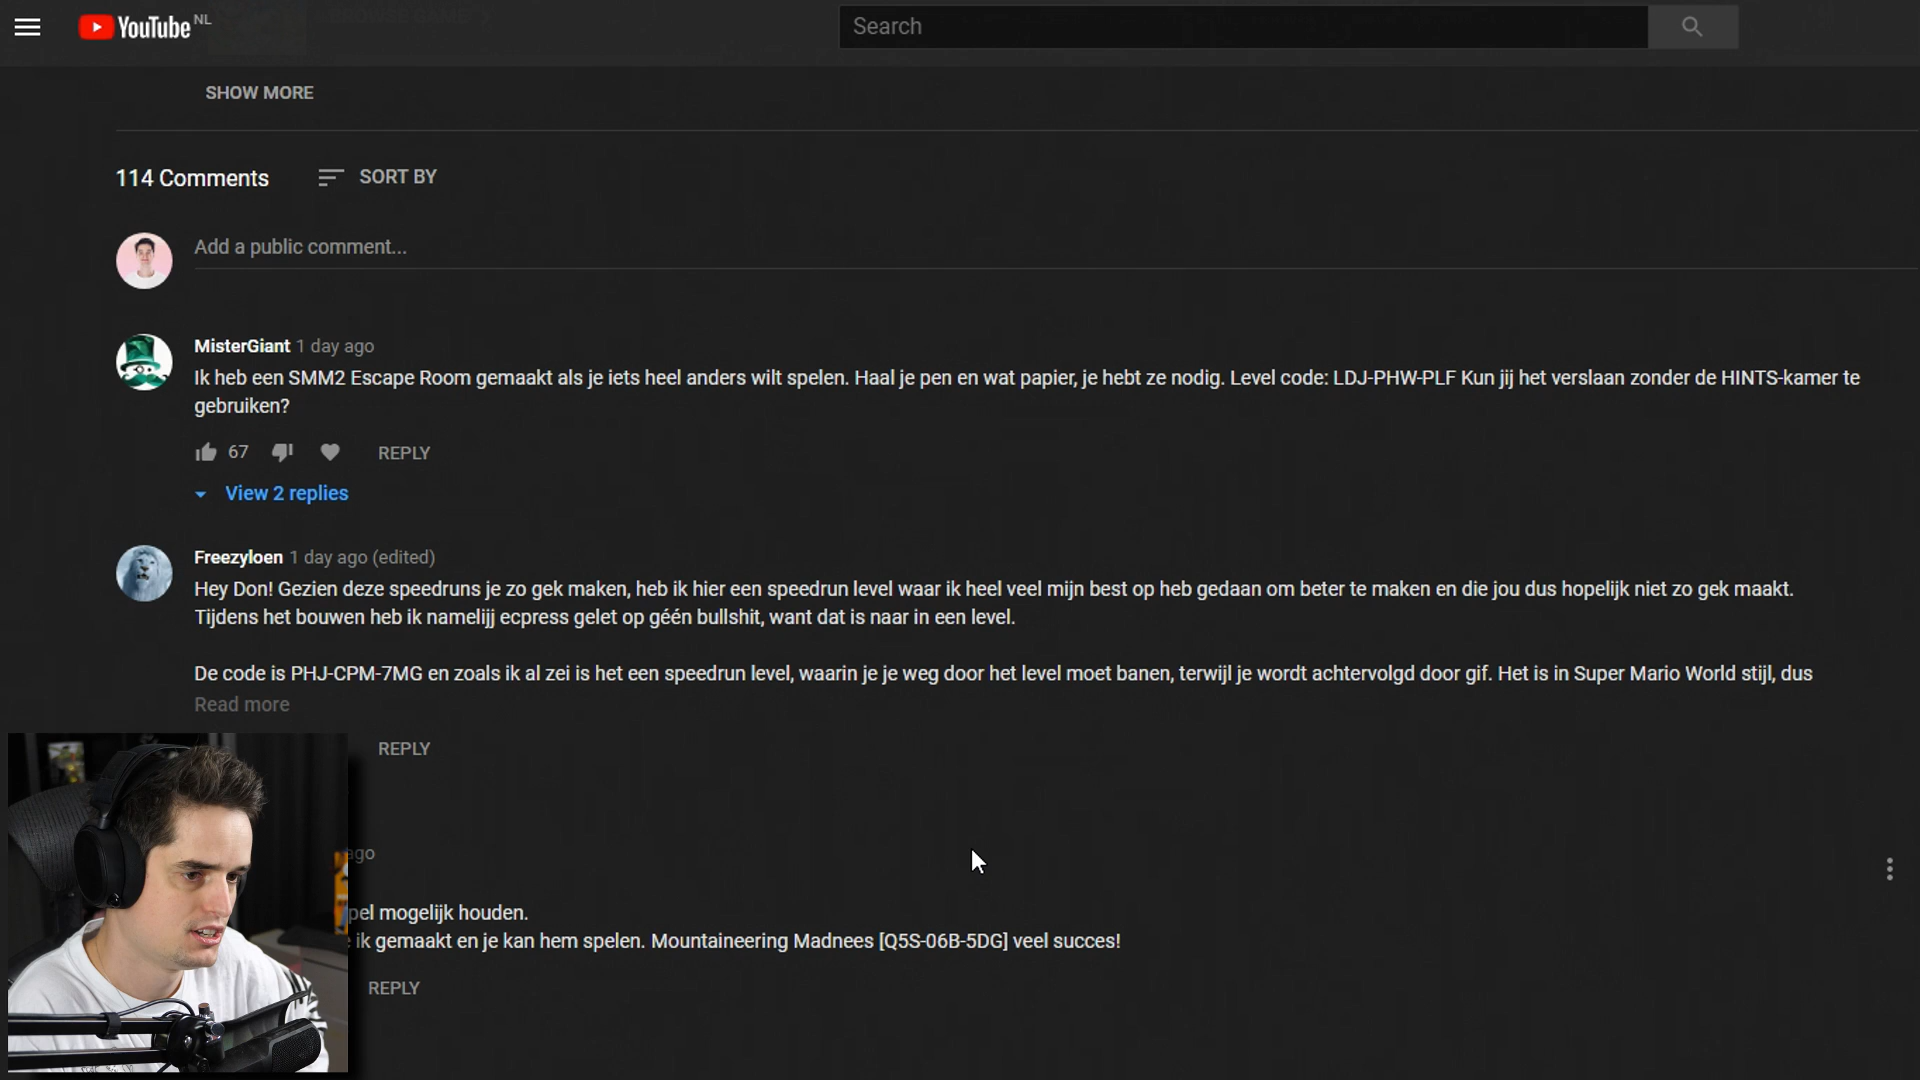 YouTube NL
Search
SHOW MORE
114 Comments
SORT BY
Add a public comment...
MisterGiant 1 day ago
Ik heb een SMM2 Escape Room gemaakt als je iets heel anders wilt spelen. Haal je pen en wat papier, je hebt ze nodig. Level code: LDJ-PHW-PLF Kun jij het verslaan zonder de HINTS-kamer te
gebruiken?
67
REPLY
View 2 replies
Freezyloen 1 day ago (edited)
Hey Don! Gezien deze speedruns je zo gek maken, heb ik hier een speedrun level waar ik heel veel mijn best op heb gedaan om beter te maken en die jou dus hopelijk niet zo gek maakt.
Tijdens het bouwen heb ik namelijj ecpress gelet op géén bullshit, want dat is naar in een level.
De code is PHJ-CPM-7MG en zoals ik al zei is het een speedrun level, waarin je je weg door het level moet banen, terwijl je wordt achtervolgd door gif. Het is in Super Mario World stijl, dus
Read more
REPLY
ago
pel mogelijk houden.
ik gemaakt en je kan hem spelen. Mountaineering Madnees [Q5S-06B-5DG] veel succes!
REPLY